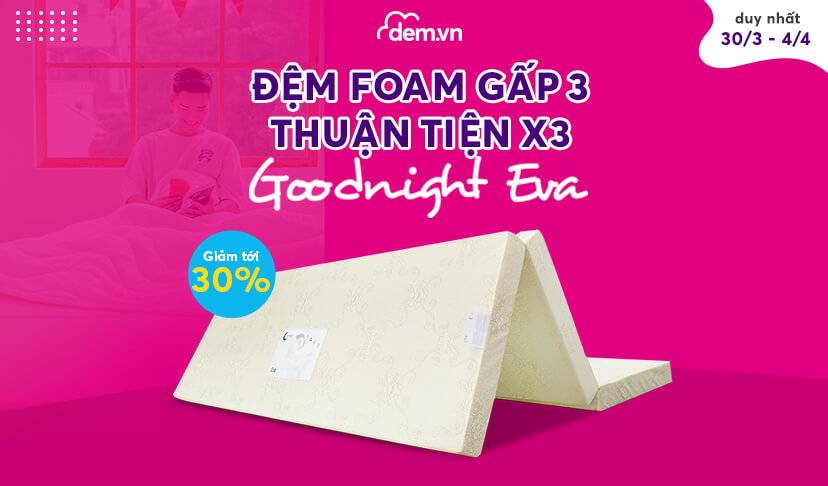 dem.vn
duy nhất
30/3 - 4/4
ĐỆM FOAM GẤP 3
THUẬN TIỆN X3
Goodnight Eva
Giảm tới
30%